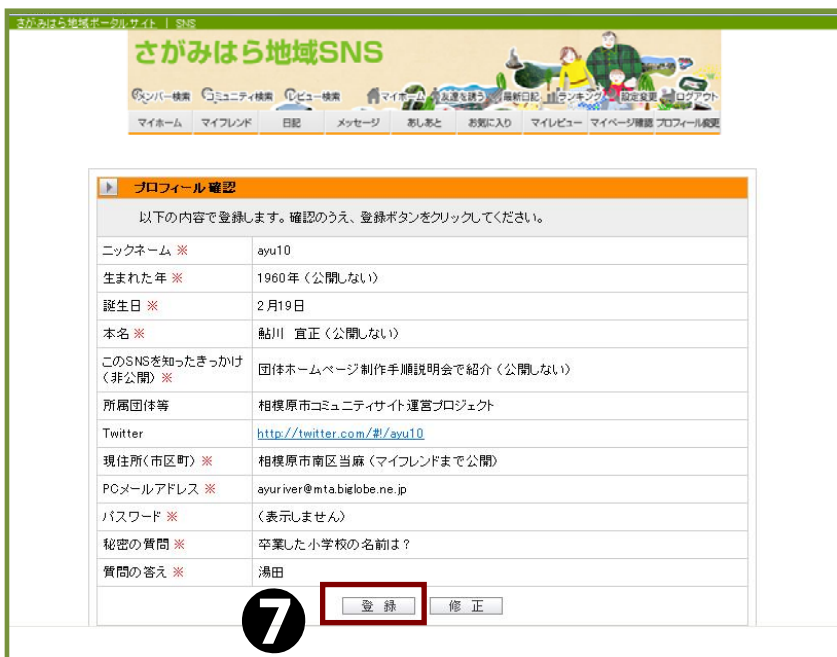 さがみはら地域ポータルサイト | SNS
さがみはら地域SNS
メンバー検索 コミュニティ検索 レビュー検索 マイホーム 友達を誘う 最新日記 ランキング 設定変更 ログアウト
マイホーム マイフレンド 日記 メッセージ あしあと お気に入り マイレビュー マイページ確認 プロフィール変更
プロフィール確認
以下の内容で登録します。確認のうえ、登録ボタンをクリックしてください。
ニックネーム ※ ayu10
生まれた年 ※ 1960年（公開しない）
誕生日 ※ 2月19日
本名 ※ 鮎川 宜正（公開しない）
このSNSを知ったきっかけ
（非公開） ※ 団体ホームページ制作手順説明会で紹介（公開しない）
所属団体等 相模原市コミュニティサイト運営プロジェクト
Twitter http://twitter.com/#!/ayu10
現住所(市区町) ※ 相模原市南区当麻（マイフレンドまで公開）
PCメールアドレス ※ ayuriver@mta.biglobe.ne.jp
パスワード ※ （表示しません）
秘密の質問 ※ 卒業した小学校の名前は？
質問の答え ※ 湯田
登 録 修 正
7